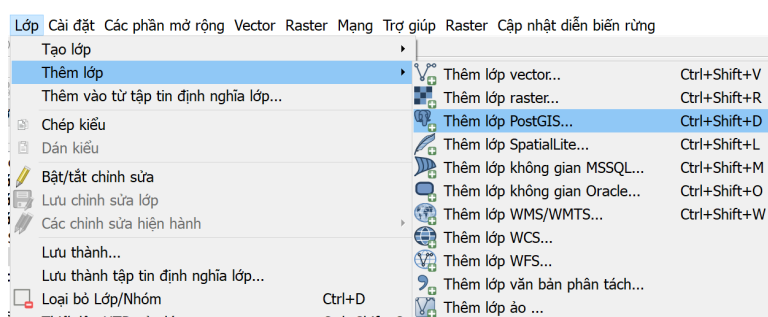 Lớp Cài đặt Các phần mở rộng Vector Raster Mạng Trợ giúp Raster Cập nhật diễn biến rừng
Tạo lớp
Thêm lớp
Thêm vào từ tập tin định nghĩa lớp...
Chép kiểu
Dán kiểu
Bật/tắt chỉnh sửa
Lưu chỉnh sửa lớp
Các chỉnh sửa hiện hành
Lưu thành...
Lưu thành tập tin định nghĩa lớp...
Loại bỏ Lớp/Nhóm Ctrl+D
Thêm lớp vector... Ctrl+Shift+V
Thêm lớp raster... Ctrl+Shift+R
Thêm lớp PostGIS... Ctrl+Shift+D
Thêm lớp SpatialLite... Ctrl+Shift+L
Thêm lớp không gian MSSQL... Ctrl+Shift+M
Thêm lớp không gian Oracle... Ctrl+Shift+O
Thêm lớp WMS/WMTS... Ctrl+Shift+W
Thêm lớp WCS...
Thêm lớp WFS...
Thêm lớp văn bản phân tách...
Thêm lớp ảo ...